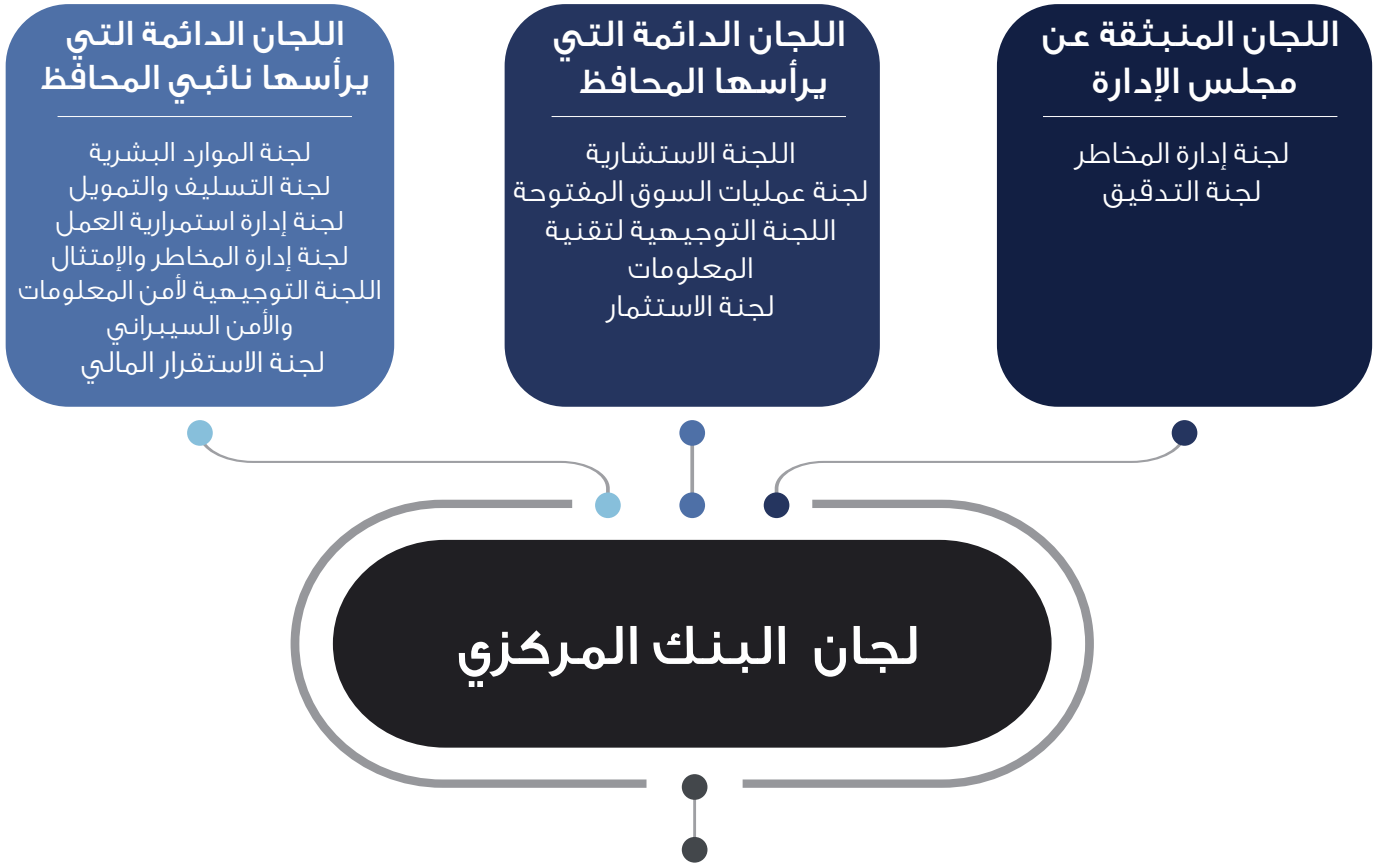 اللجان المنبثقة عن
مجلس الإدارة
لجنة إدارة المخاطر
لجنة التدقيق
اللجان الدائمة التي
يرأسها المحافظ
اللجنة الاستشارية
لجنة عمليات السوق المفتوحة
اللجنة التوجيهية لتقنية
المعلومات
لجنة الاستثمار
اللجان الدائمة التي
يرأسها نائبي المحافظ
لجنة الموارد البشرية
لجنة التسليف والتمويل
لجنة إدارة استمرارية العمل
لجنة إدارة المخاطر والإمتثال
اللجنة التوجيهية لأمن المعلومات
والأمن السيبراني
لجنة الاستقرار المالي
لجان البنك المركزي